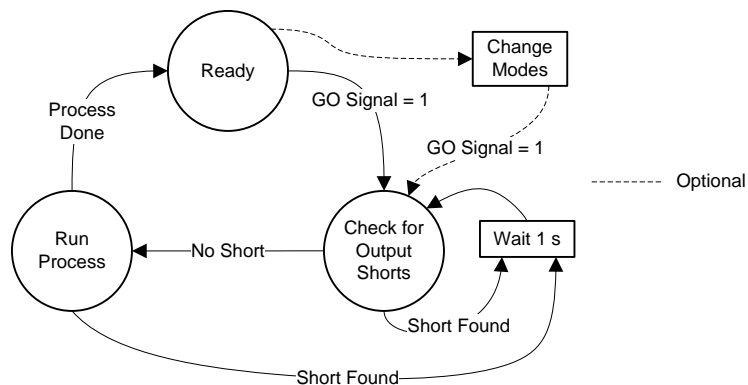 Ready
Change
Modes
GO Signal = 1
Process
Done
GO Signal = 1
Optional
Run
Process
No Short
Check for
Output
Shorts
Wait 1 s
Short Found
Short Found